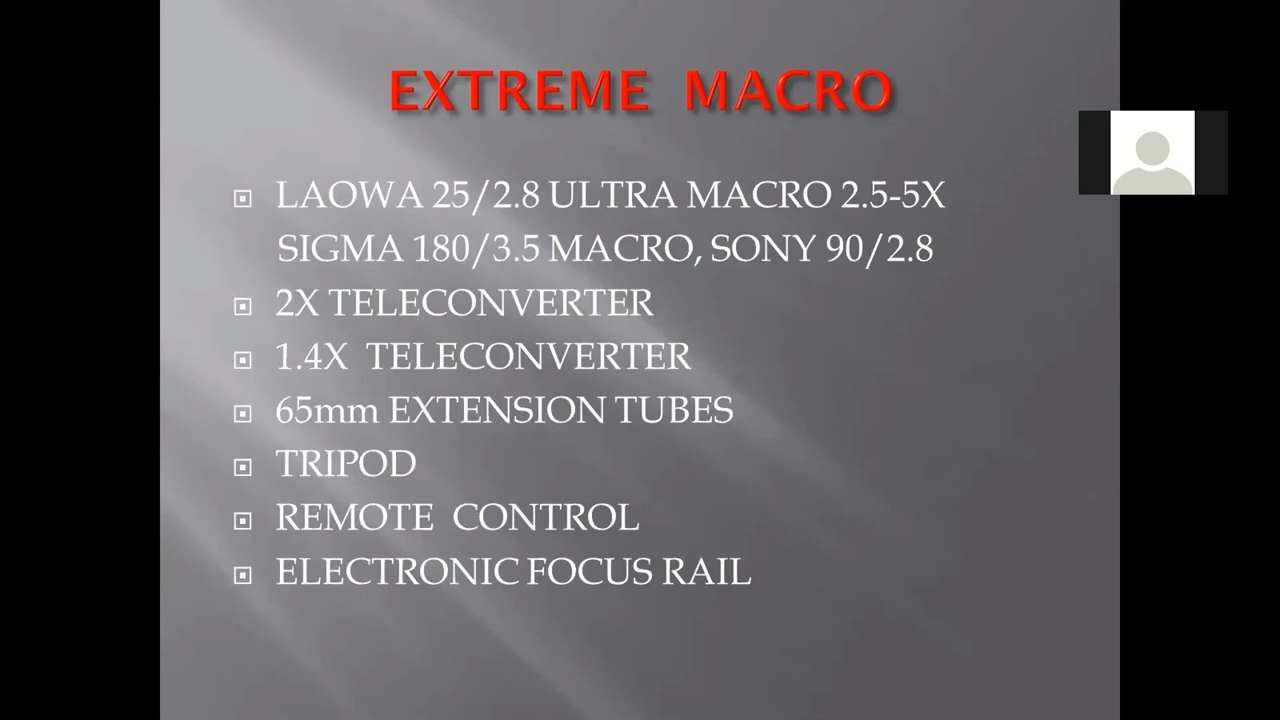 EXTREME MACRO
LAOWA 25/2.8 ULTRA MACRO 2.5-5X
SIGMA 180/3.5 MACRO, SONY 90/2.8
2X TELECONVERTER
1.4X TELECONVERTER
65mm EXTENSION TUBES
TRIPOD
REMOTE CONTROL
ELECTRONIC FOCUS RAIL